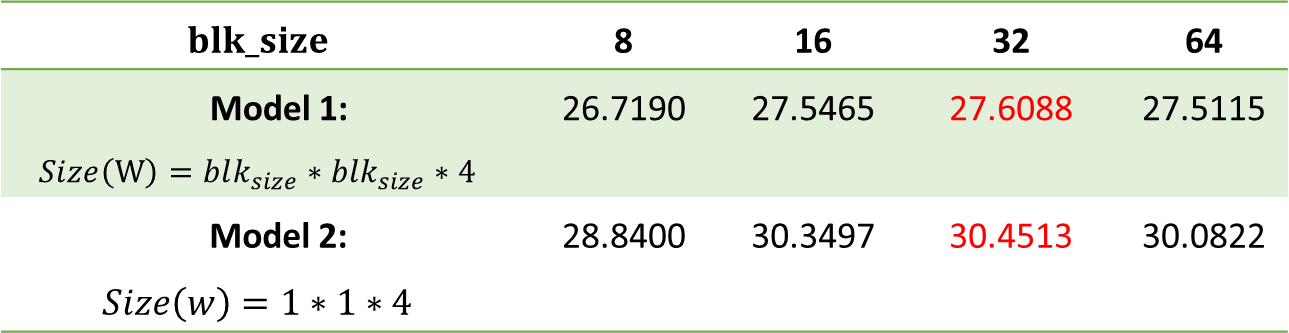 blk_size 8 16 32 64
Model 1: 26.7190 27.5465 27.6088 27.5115
Size(W) = blk_size * blk_size * 4
Model 2: 28.8400 30.3497 30.4513 30.0822
Size(w) = 1 * 1 * 4